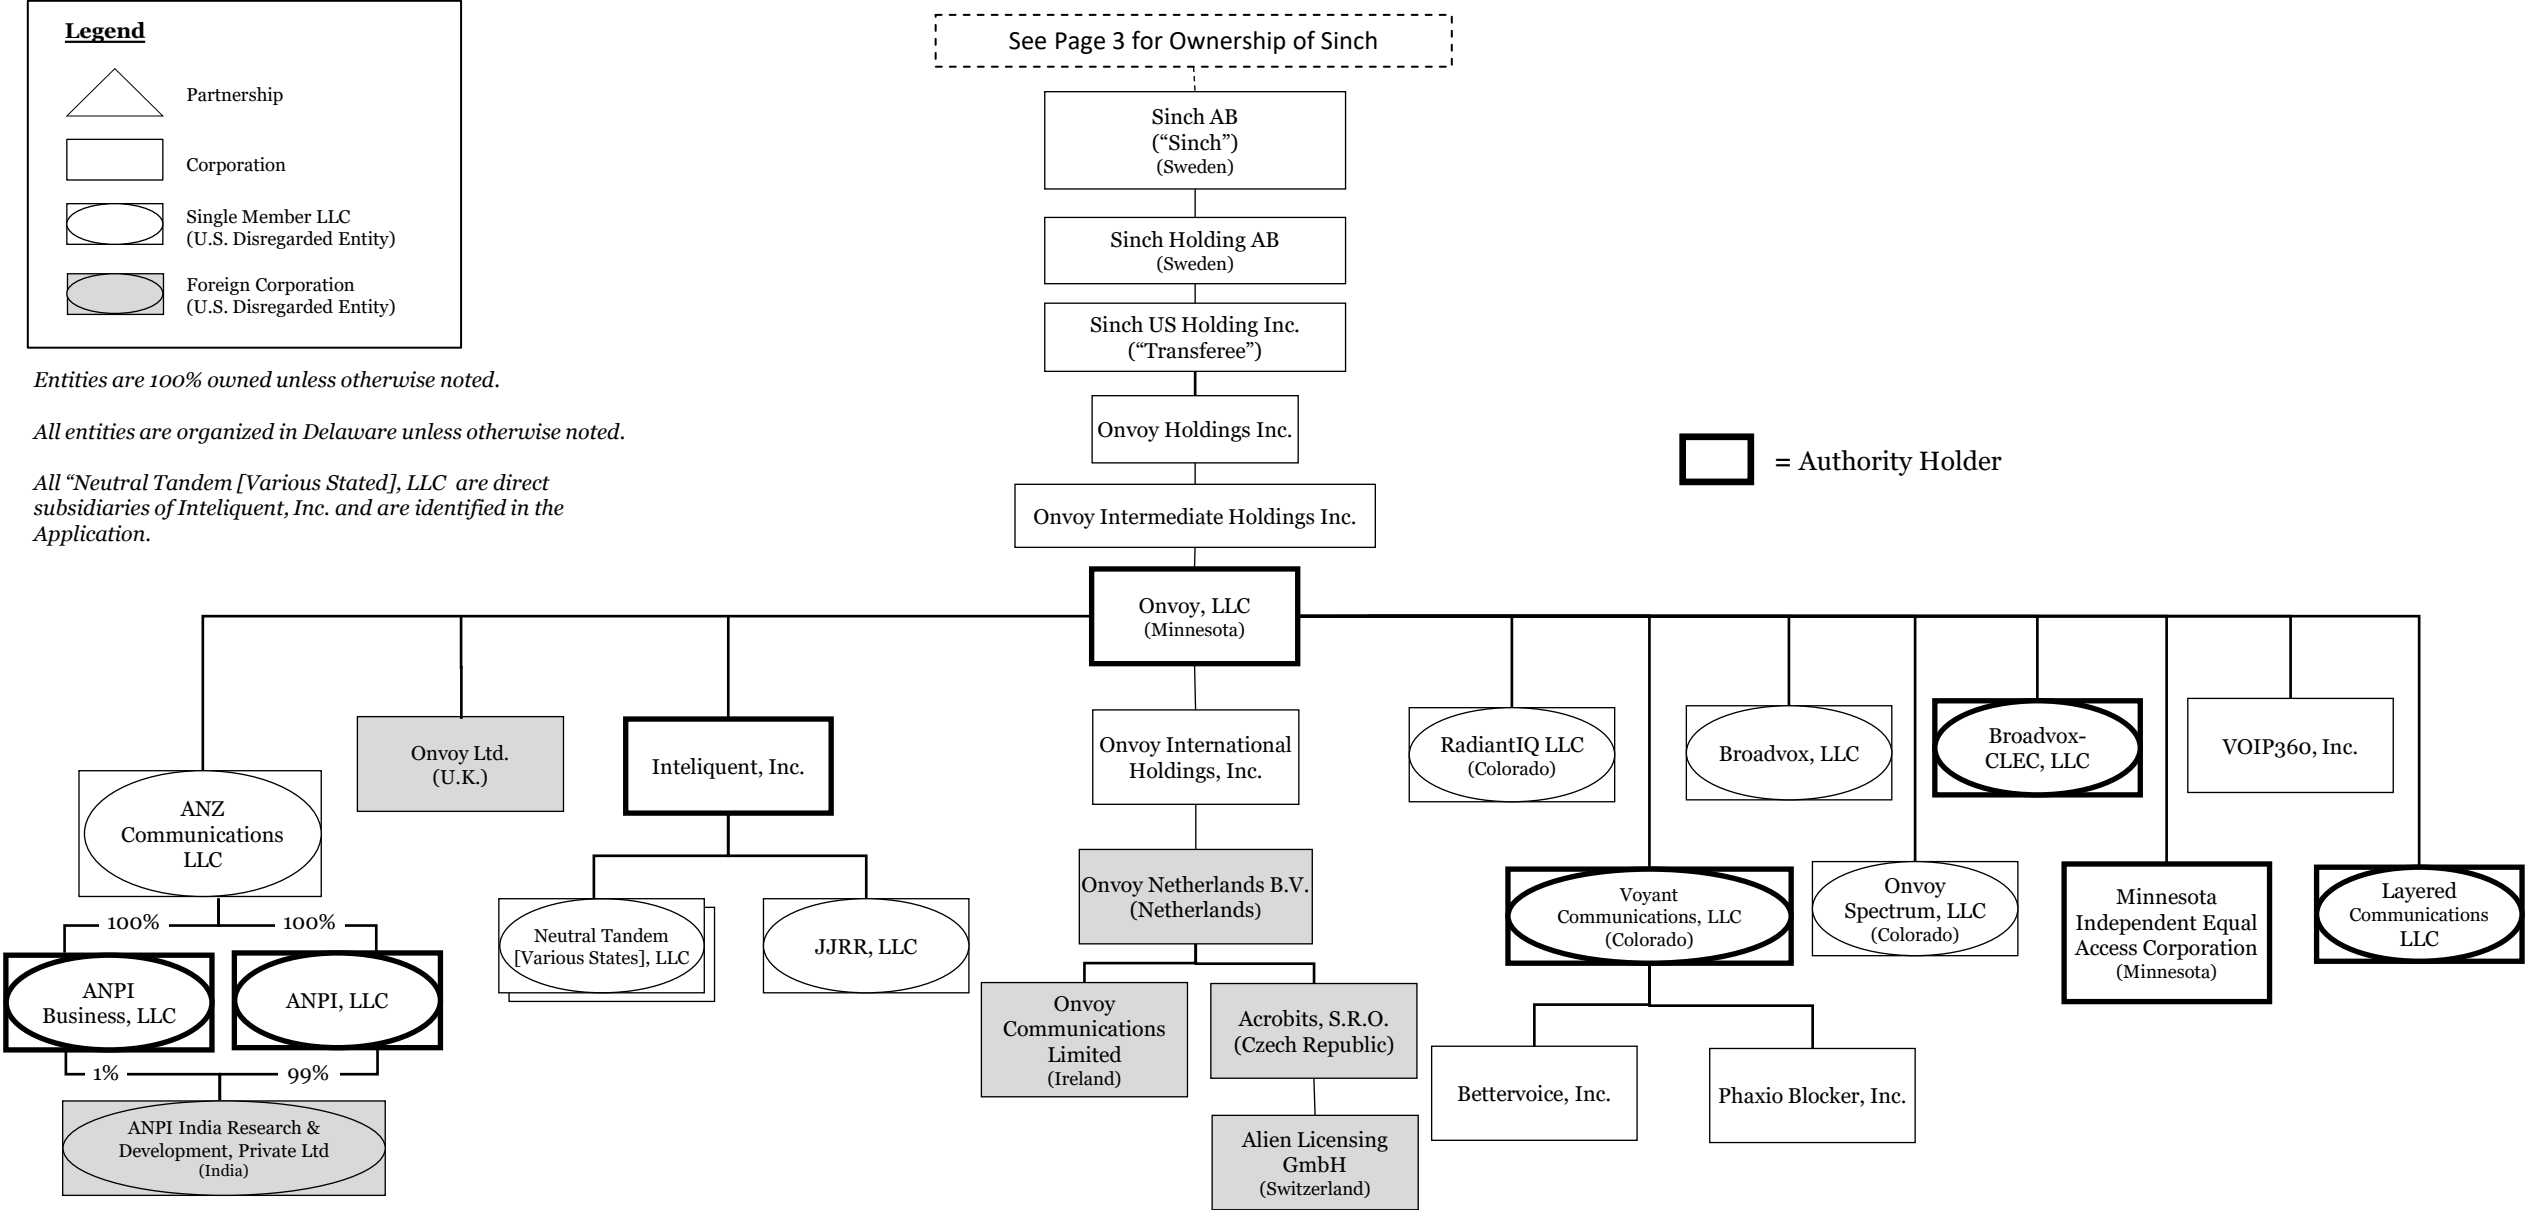 Legend
Partnership
Corporation
Single Member LLC
(U.S. Disregarded Entity)
Foreign Corporation
(U.S. Disregarded Entity)
Entities are 100% owned unless otherwise noted.
All entities are organized in Delaware unless otherwise noted.
All “Neutral Tandem [Various Stated], LLC are direct
subsidiaries of Inteliquent, Inc. and are identified in the
Application.
See Page 3 for Ownership of Sinch
Sinch AB
(“Sinch”)
(Sweden)
Sinch Holding AB
(Sweden)
Sinch US Holding Inc.
(“Transferee”)
Onvoy Holdings Inc.
Onvoy Intermediate Holdings Inc.
= Authority Holder
Onvoy, LLC
(Minnesota)
ANZ
Communications
LLC
Onvoy Ltd.
(U.K.)
Inteliquent, Inc.
Onvoy International
Holdings, Inc.
RadiantIQ LLC
(Colorado)
Broadvox, LLC
Broadvox-
CLEC, LLC
VOIP360, Inc.
100%
100%
ANPI
Business, LLC
ANPI, LLC
1%
99%
ANPI India Research &
Development, Private Ltd
(India)
Neutral Tandem
[Various States], LLC
JJRR, LLC
Onvoy Netherlands B.V.
(Netherlands)
Onvoy
Communications
Limited
(Ireland)
Acrobits, S.R.O.
(Czech Republic)
Alien Licensing
GmbH
(Switzerland)
Voyant
Communications, LLC
(Colorado)
Onvoy
Spectrum, LLC
(Colorado)
Minnesota
Independent Equal
Access Corporation
(Minnesota)
Layered
Communications
LLC
Bettervoice, Inc.
Phaxio Blocker, Inc.